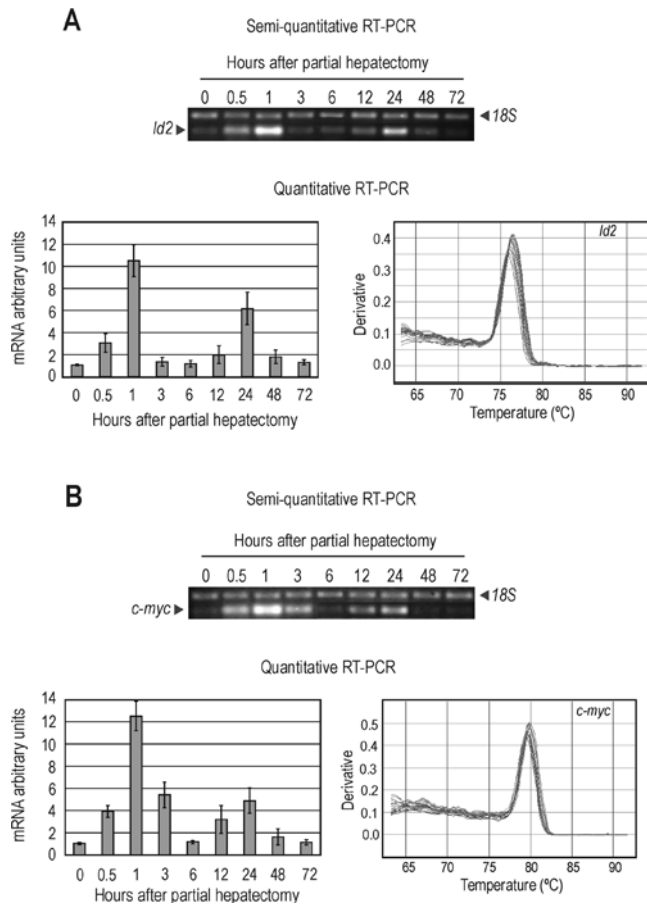 A
Semi-quantitative RT-PCR
Hours after partial hepatectomy
0 0.5 1 3 6 12 24 48 72
18S
Id2
Quantitative RT-PCR
mRNA arbitrary units
14
12
10
8
6
4
2
0
0 0.5 1 3 6 12 24 48 72
Hours after partial hepatectomy
Id2
Derivative
0.4
0.3
0.2
0.1
0.0
65 70 75 80 85 90
Temperature (ºC)
B
Semi-quantitative RT-PCR
Hours after partial hepatectomy
0 0.5 1 3 6 12 24 48 72
18S
c-myc
Quantitative RT-PCR
mRNA arbitrary units
14
12
10
8
6
4
2
0
0 0.5 1 3 6 12 24 48 72
Hours after partial hepatectomy
c-myc
Derivative
0.5
0.4
0.3
0.2
0.1
0.0
65 70 75 80 85 90
Temperature (ºC)